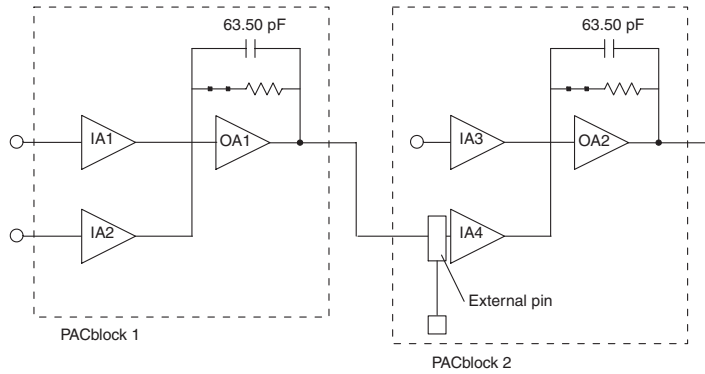 63.50 pF
63.50 pF
IA1
OA1
IA3
OA2
IA2
IA4
External pin
PACblock 1
PACblock 2